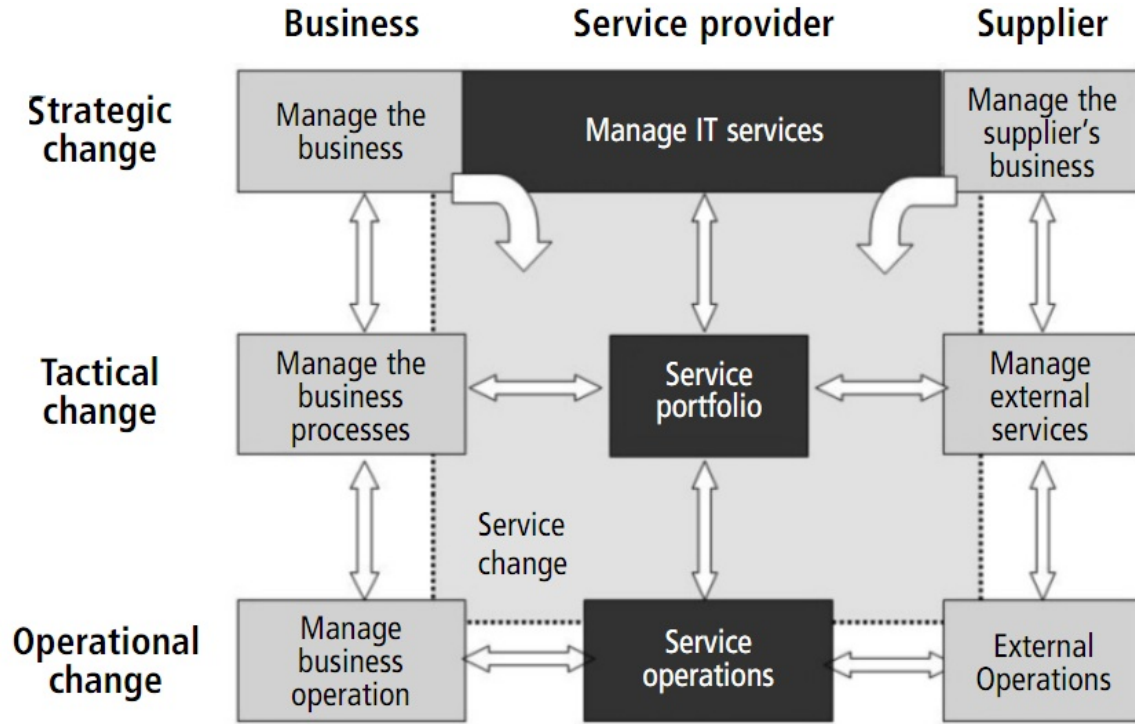 Business
Service provider
Supplier
Strategic
change
Manage the
business
Manage IT services
Manage the
supplier's
business
Tactical
change
Manage the
business
processes
Service
portfolio
Manage
external
services
Service
change
Operational
change
Manage
business
operation
Service
operations
External
Operations